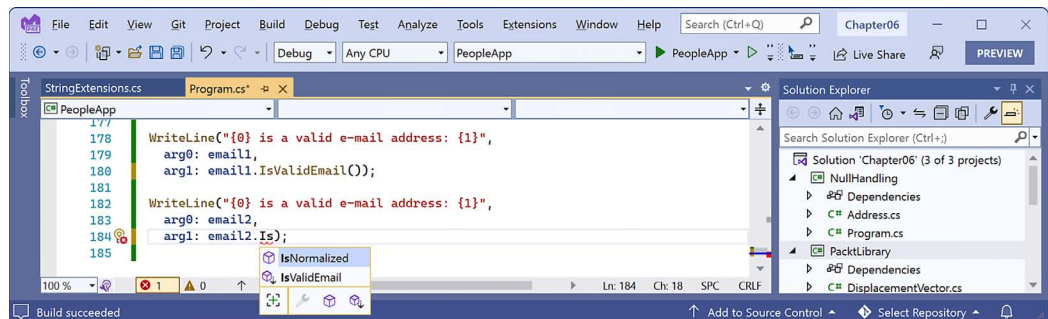 File Edit View Git Project Build Debug Test Analyze Tools Extensions Window Help Search (Ctrl+Q) Chapter06
Debug Any CPU PeopleApp PeopleApp Live Share PREVIEW
Toolbox
StringExtensions.cs Program.cs*
PeopleApp
177
178 WriteLine("{0} is a valid e-mail address: {1}",
179 arg0: email1,
180 arg1: email1.IsValidEmail());
181
182 WriteLine("{0} is a valid e-mail address: {1}",
183 arg0: email2,
184 arg1: email2.Is);
185
IsNormalized
IsValidEmail
100 % 1 0 Ln: 184 Ch: 18 SPC CRLF
Solution Explorer
Search Solution Explorer (Ctrl+;)
Solution 'Chapter06' (3 of 3 projects)
C# NullHandling
Dependencies
C# Address.cs
C# Program.cs
C# PacktLibrary
Dependencies
C# DisplacementVector.cs
Build succeeded Add to Source Control Select Repository